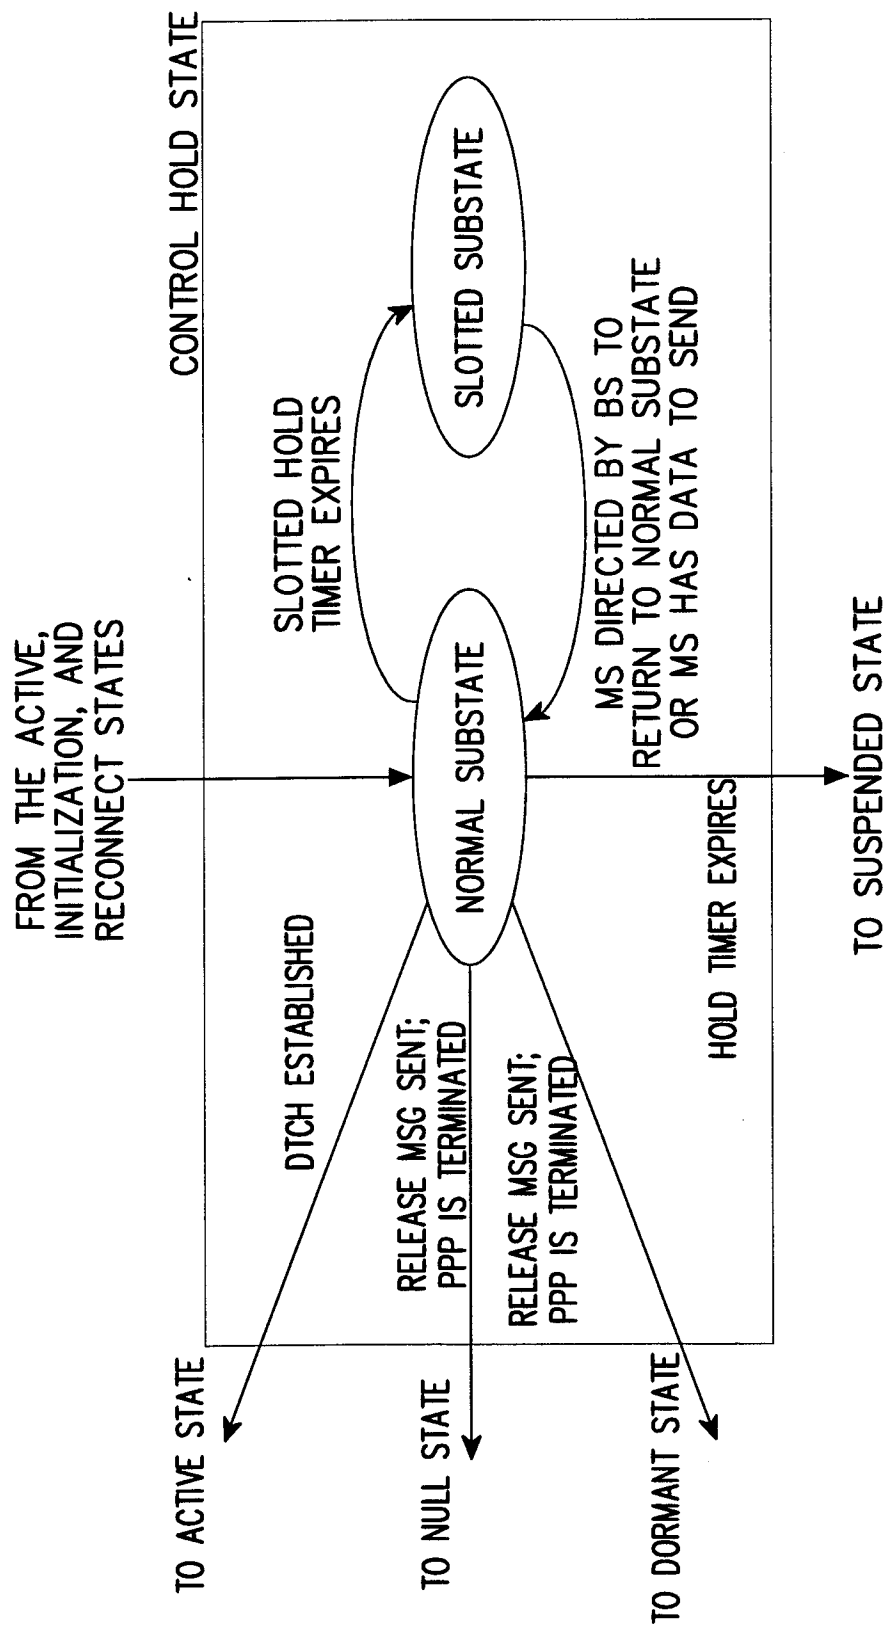 CONTROL HOLD STATE
FROM THE ACTIVE,
INITIALIZATION, AND
RECONNECT STATES
SLOTTED HOLD
TIMER EXPIRES
SLOTTED SUBSTATE
NORMAL SUBSTATE
MS DIRECTED BY BS TO
RETURN TO NORMAL SUBSTATE
OR MS HAS DATA TO SEND
TO ACTIVE STATE
DTCH ESTABLISHED
TO NULL STATE
RELEASE MSG SENT;
PPP IS TERMINATED
RELEASE MSG SENT;
PPP IS TERMINATED
TO DORMANT STATE
HOLD TIMER EXPIRES
TO SUSPENDED STATE